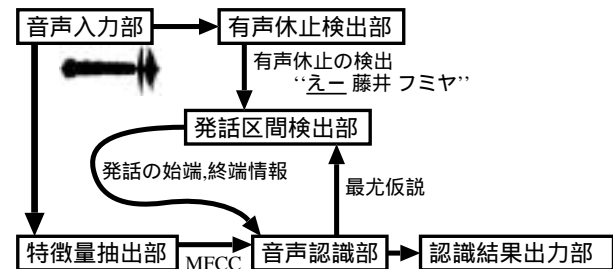 音声入力部
有声休止検出部
有声休止の検出
“えー 藤井 フミヤ”
発話区間検出部
発話の始端,終端情報
最尤仮説
特徴量抽出部
MFCC
音声認識部
認識結果出力部